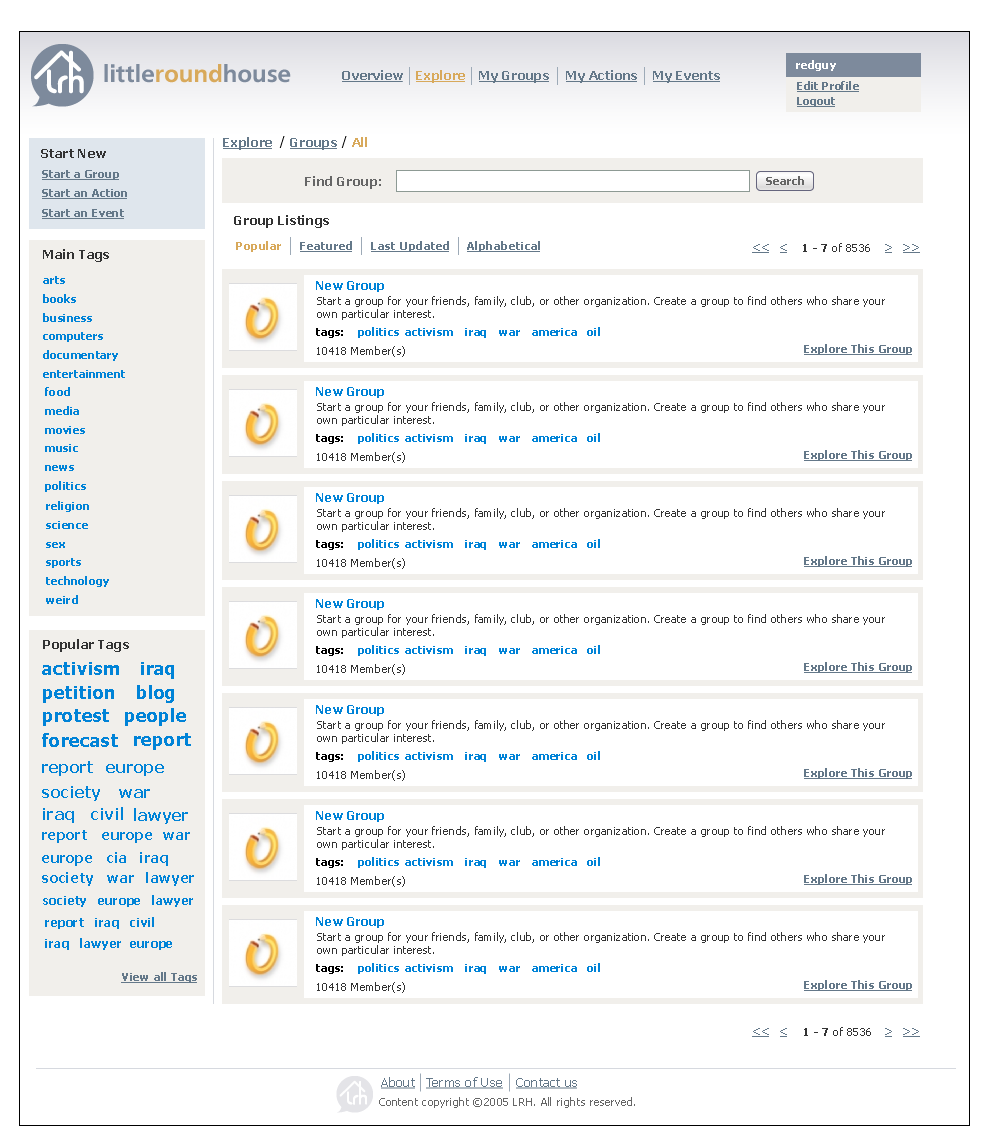 lrh littleroundhouse
Overview Explore My Groups My Actions My Events
redguy
Edit Profile
Logout
Start New
Start a Group
Start an Action
Start an Event
Main Tags
arts
books
business
computers
documentary
entertainment
food
media
movies
music
news
politics
religion
science
sex
sports
technology
weird
Popular Tags
activism iraq
petition blog
protest people
forecast report
report europe
society war
iraq civil lawyer
report europe war
europe cia iraq
society war lawyer
society europe lawyer
report iraq civil
iraq lawyer europe
View all Tags
Explore / Groups / All
Find Group: Search
Group Listings
Popular Featured Last Updated Alphabetical << < 1 - 7 of 8536 > >>
New Group
Start a group for your friends, family, club, or other organization. Create a group to find others who share your
own particular interest.
tags: politics activism iraq war america oil
10418 Member(s) Explore This Group
New Group
Start a group for your friends, family, club, or other organization. Create a group to find others who share your
own particular interest.
tags: politics activism iraq war america oil
10418 Member(s) Explore This Group
New Group
Start a group for your friends, family, club, or other organization. Create a group to find others who share your
own particular interest.
tags: politics activism iraq war america oil
10418 Member(s) Explore This Group
New Group
Start a group for your friends, family, club, or other organization. Create a group to find others who share your
own particular interest.
tags: politics activism iraq war america oil
10418 Member(s) Explore This Group
New Group
Start a group for your friends, family, club, or other organization. Create a group to find others who share your
own particular interest.
tags: politics activism iraq war america oil
10418 Member(s) Explore This Group
New Group
Start a group for your friends, family, club, or other organization. Create a group to find others who share your
own particular interest.
tags: politics activism iraq war america oil
10418 Member(s) Explore This Group
New Group
Start a group for your friends, family, club, or other organization. Create a group to find others who share your
own particular interest.
tags: politics activism iraq war america oil
10418 Member(s) Explore This Group
<< < 1 - 7 of 8536 > >>
lrh About Terms of Use Contact us
Content copyright ©2005 LRH. All rights reserved.